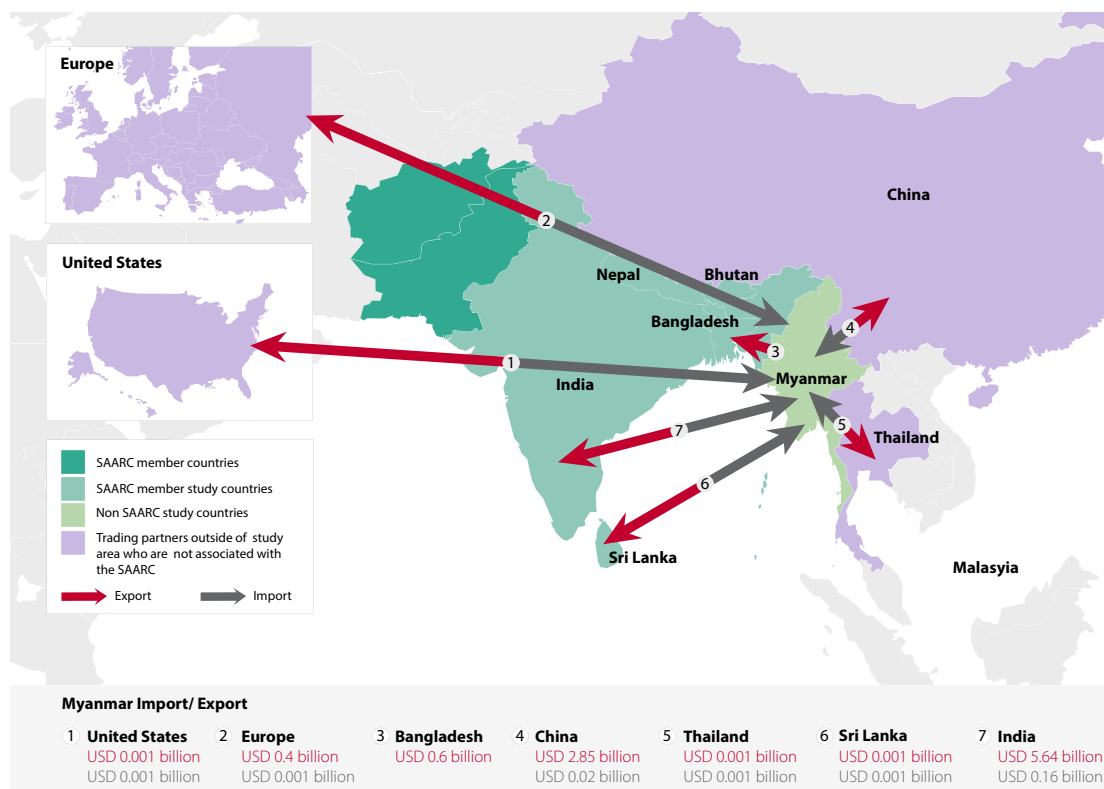 Europe
China
2
United States
Nepal
Bhutan
Bangladesh
4
3
1
India
Myanmar
7
5
Thailand
6
SAARC member countries
SAARC member study countries
Non SAARC study countries
Trading partners outside of study
area who are not associated with
the SAARC
Export
Import
Sri Lanka
Malasyia
Myanmar Import/ Export
1 United States
USD 0.001 billion
USD 0.001 billion
2 Europe
USD 0.4 billion
USD 0.001 billion
3 Bangladesh
USD 0.6 billion
4 China
USD 2.85 billion
USD 0.02 billion
5 Thailand
USD 0.001 billion
USD 0.001 billion
6 Sri Lanka
USD 0.001 billion
USD 0.001 billion
7 India
USD 5.64 billion
USD 0.16 billion